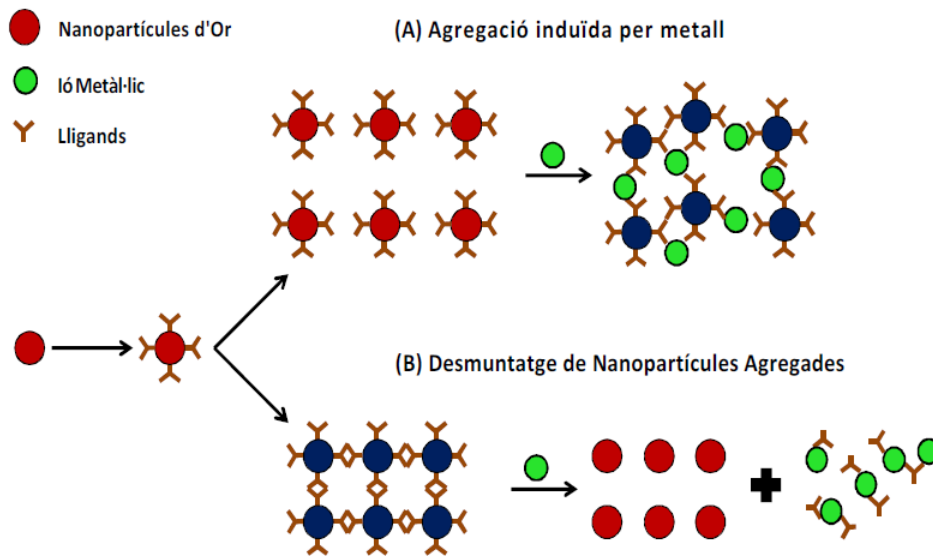 Nanopartícules d'Or
Ió Metàl·lic
Lligands
(A) Agregació induïda per metall
(B) Desmuntatge de Nanopartícules Agregades